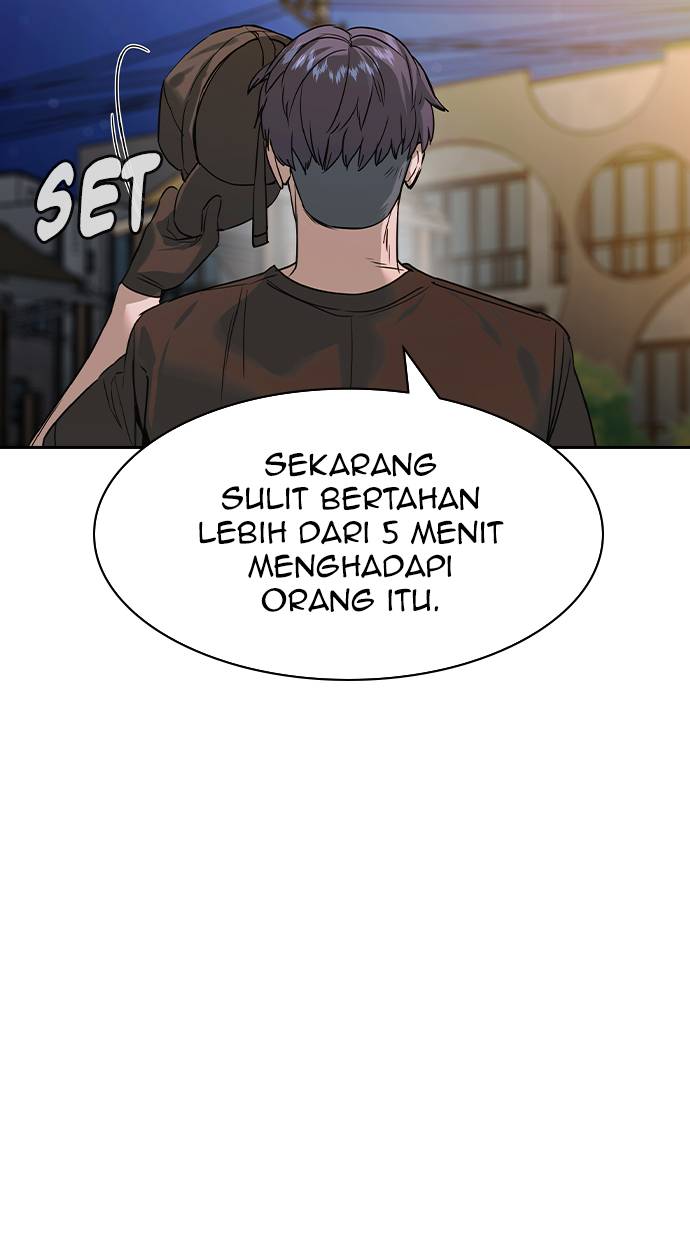 SET
SEKARANG
SULIT BERTAHAN
LEBIH DARI 5 MENIT
MENGHADAPI
ORANG ITU.